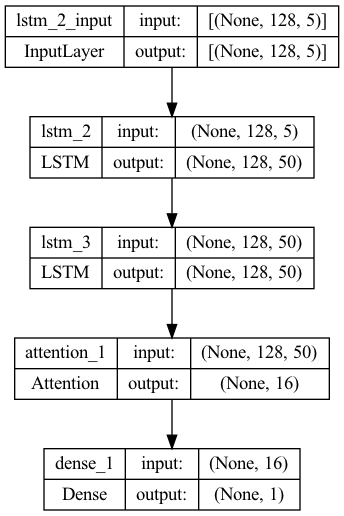 lstm_2_input input: [(None, 128, 5)]
InputLayer output: [(None, 128, 5)]
lstm_2 input: (None, 128, 5)
LSTM output: (None, 128, 50)
lstm_3 input: (None, 128, 50)
LSTM output: (None, 128, 50)
attention_1 input: (None, 128, 50)
Attention output: (None, 16)
dense_1 input: (None, 16)
Dense output: (None, 1)